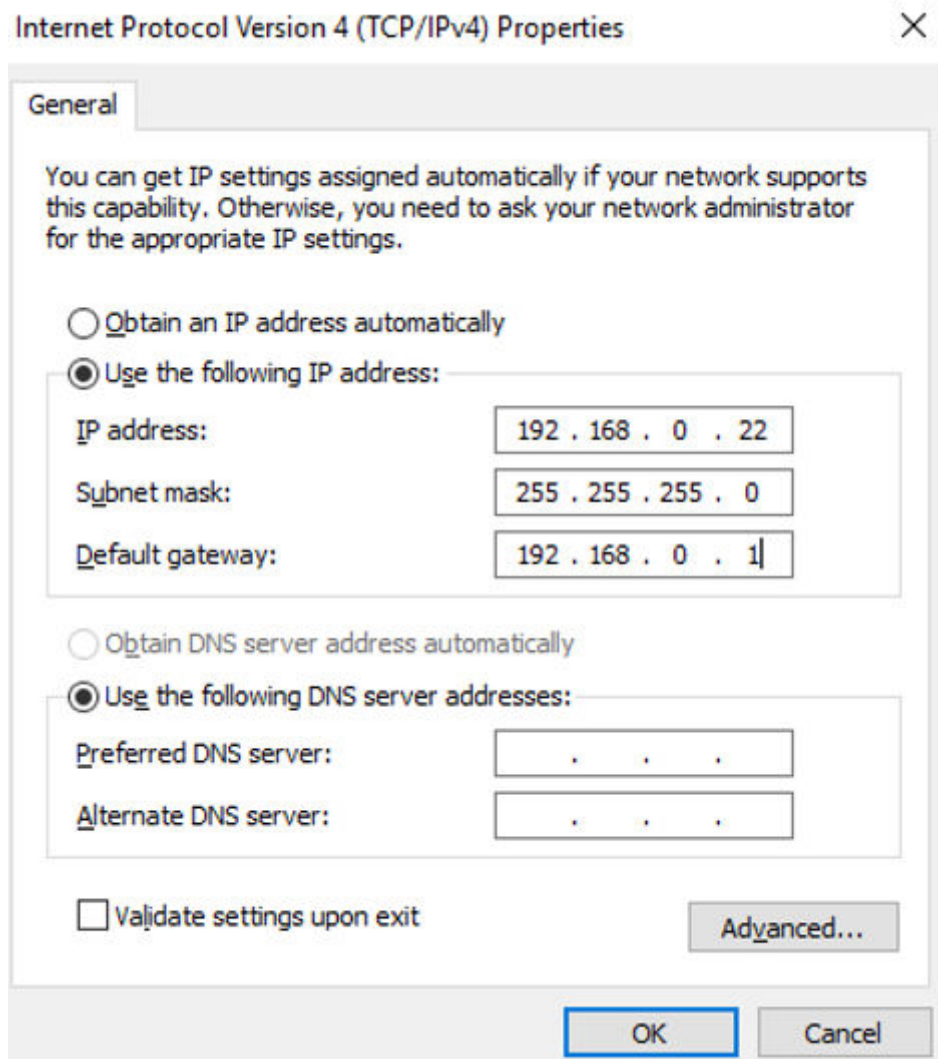 Internet Protocol Version 4 (TCP/IPv4) Properties
General
You can get IP settings assigned automatically if your network supports
this capability. Otherwise, you need to ask your network administrator
for the appropriate IP settings.
Obtain an IP address automatically
Use the following IP address:
IP address: 192 . 168 . 0 . 22
Subnet mask: 255 . 255 . 255 . 0
Default gateway: 192 . 168 . 0 . 1
Obtain DNS server address automatically
Use the following DNS server addresses:
Preferred DNS server: . . .
Alternate DNS server: . . .
Validate settings upon exit
Advanced...
OK Cancel